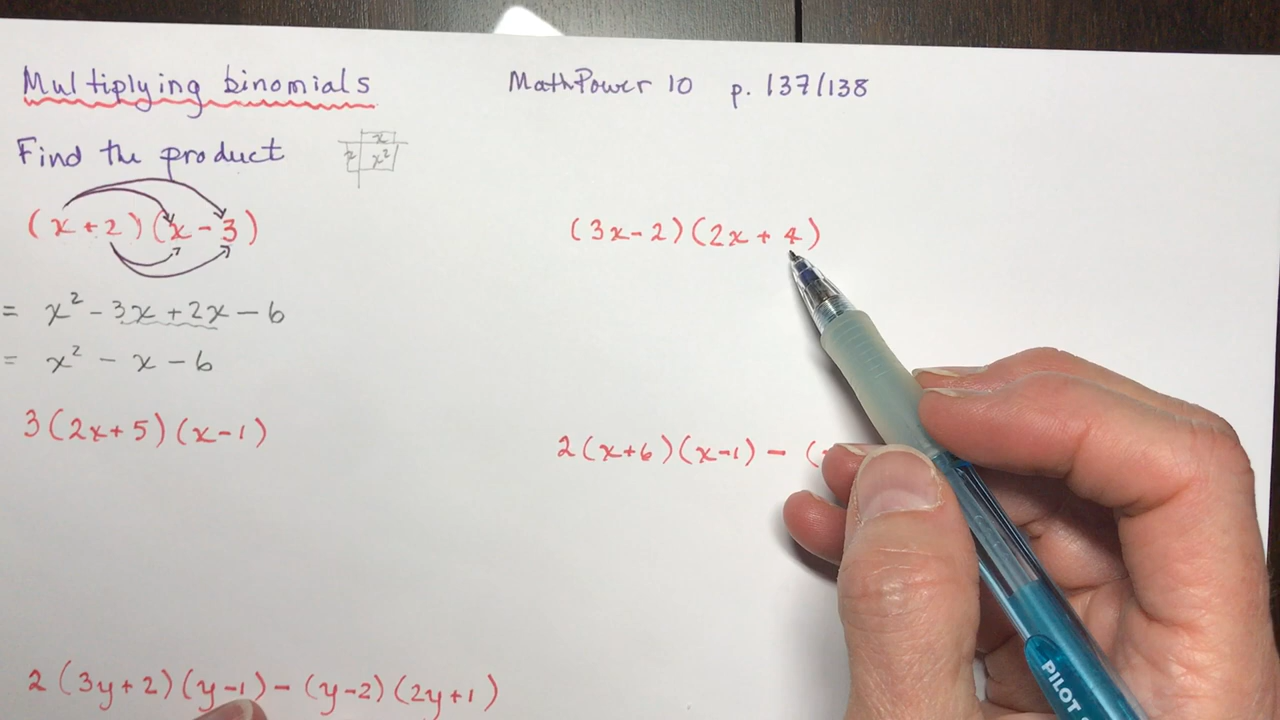 Multiplying binomials
MathPower 10 p. 137/138
Find the product
x
x x²
(x + 2)(x - 3)
= x² - 3x + 2x - 6
= x² - x - 6
(3x - 2)(2x + 4)
3(2x+5)(x-1)
2(x+6)(x-1) - (
2(3y+2)(y-1) - (y-2)(2y+1)
PILOT